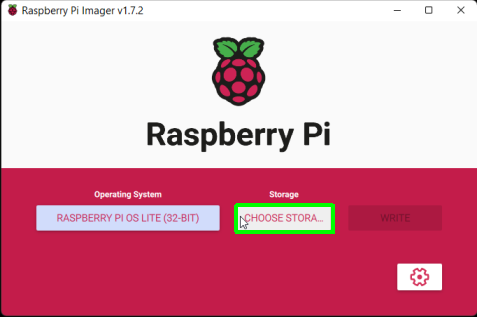 Raspberry Pi Imager v1.7.2
Raspberry Pi
Operating System
Storage
RASPBERRY PI OS LITE (32-BIT)
CHOOSE STORA...
WRITE